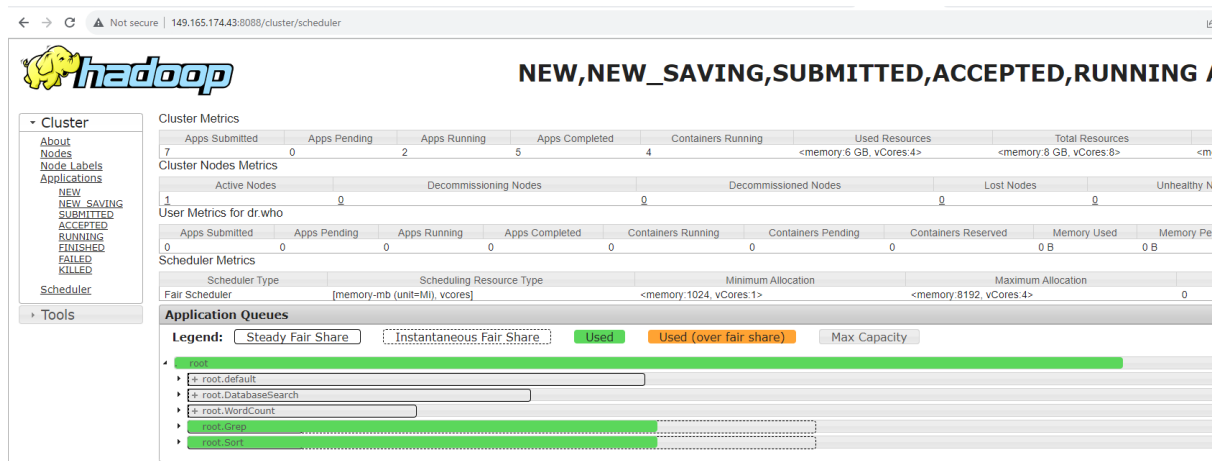 Not secure | 149.165.174.43:8088/cluster/scheduler
hadoop
NEW,NEW_SAVING,SUBMITTED,ACCEPTED,RUNNING A
Cluster
About
Nodes
Node Labels
Applications
NEW
NEW_SAVING
SUBMITTED
ACCEPTED
RUNNING
FINISHED
FAILED
KILLED
Scheduler
Tools
Cluster Metrics
Apps Submitted Apps Pending Apps Running Apps Completed Containers Running Used Resources Total Resources
7 0 2 5 4 <memory:6 GB, vCores:4> <memory:8 GB, vCores:8> <m
Cluster Nodes Metrics
Active Nodes Decommissioning Nodes Decommissioned Nodes Lost Nodes Unhealthy N
1 0 0 0 0
User Metrics for dr.who
Apps Submitted Apps Pending Apps Running Apps Completed Containers Running Containers Pending Containers Reserved Memory Used Memory Pe
0 0 0 0 0 0 0 0 B 0 B
Scheduler Metrics
Scheduler Type Scheduling Resource Type Minimum Allocation Maximum Allocation
Fair Scheduler [memory-mb (unit=Mi), vcores] <memory:1024, vCores:1> <memory:8192, vCores:4> 0
Application Queues
Legend: Steady Fair Share Instantaneous Fair Share Used Used (over fair share) Max Capacity
root
+ root.default
+ root.DatabaseSearch
+ root.WordCount
root.Grep
root.Sort